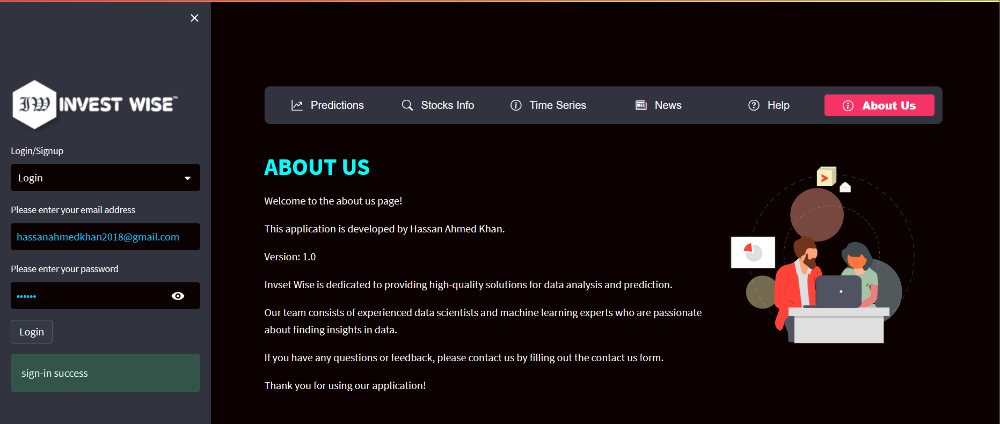 IW INVEST WISE™
Login/Signup
Login
Please enter your email address
hassanahmedkhan2018@gmail.com
Please enter your password
••••••
Login
sign-in success
Predictions
Stocks Info
Time Series
News
Help
About Us
ABOUT US
Welcome to the about us page!
This application is developed by Hassan Ahmed Khan.
Version: 1.0
Invset Wise is dedicated to providing high-quality solutions for data analysis and prediction.
Our team consists of experienced data scientists and machine learning experts who are passionate
about finding insights in data.
If you have any questions or feedback, please contact us by filling out the contact us form.
Thank you for using our application!